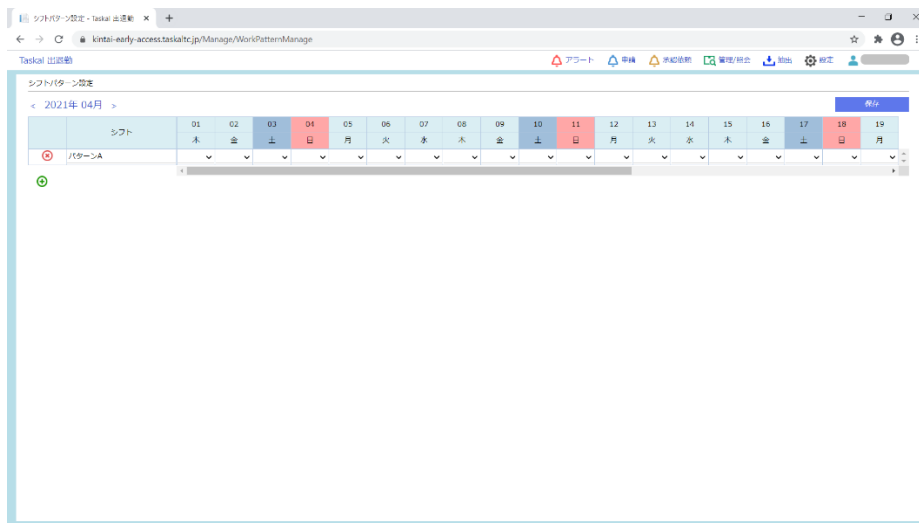 シフトパターン設定 - Taskal 出退勤
kintai-early-access.taskaltc.jp/Manage/WorkPatternManage
Taskal 出退勤 アラート 申請 承認依頼 管理/照会 抽出 設定
シフトパターン設定
< 2021年 04月 > 保存
シフト 01 02 03 04 05 06 07 08 09 10 11 12 13 14 15 16 17 18 19
木 金 土 日 月 火 水 木 金 土 日 月 火 水 木 金 土 日 月
パターンA